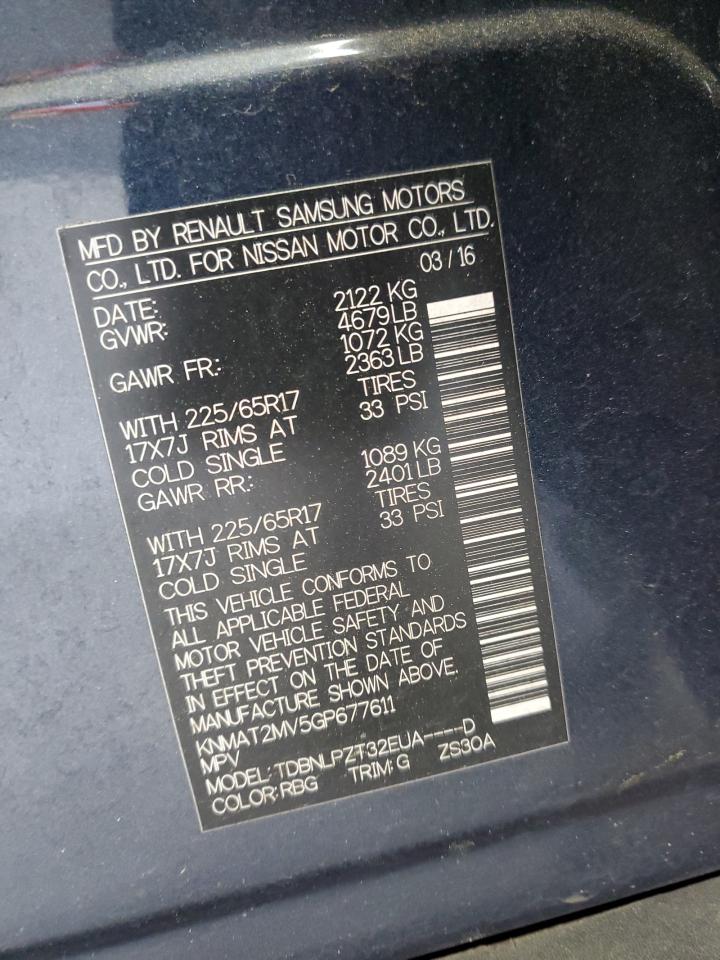 MFD BY RENAULT SAMSUNG MOTORS
CO., LTD. FOR NISSAN MOTOR CO., LTD.
DATE: 03/16
GVWR: 2122 KG
4679LB
GAWR FR: 1072 KG
2363LB
WITH 225/65R17 TIRES
17X7J RIMS AT 33 PSI
COLD SINGLE
GAWR RR: 1089 KG
2401LB
WITH 225/65R17 TIRES
17X7J RIMS AT 33 PSI
COLD SINGLE
THIS VEHICLE CONFORMS TO
ALL APPLICABLE FEDERAL
MOTOR VEHICLE SAFETY AND
THEFT PREVENTION STANDARDS
IN EFFECT ON THE DATE OF
MANUFACTURE SHOWN ABOVE.
KNMAT2MV5GP677611
MPV
MODEL: TDBNLPZT32EUA----D
COLOR:RBG TRIM:G ZS30A